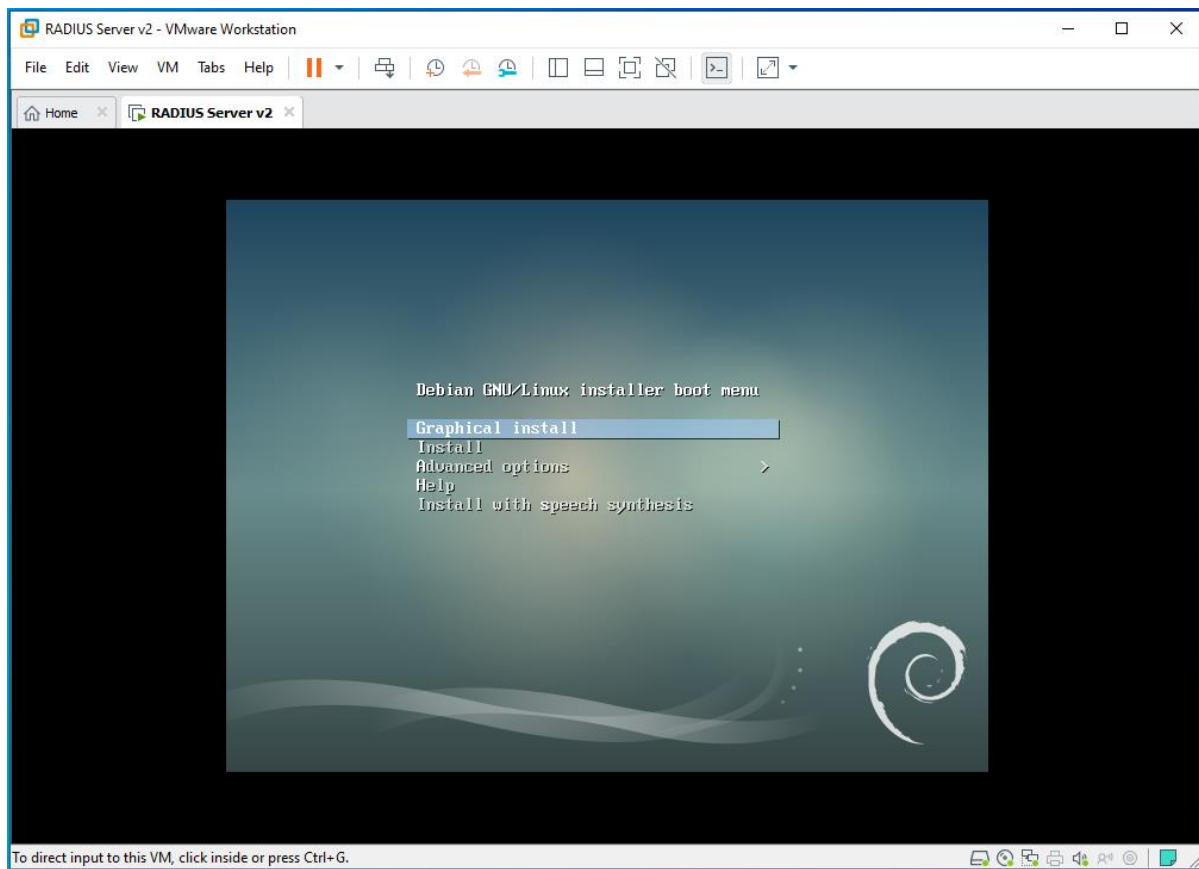 RADIUS Server v2 - VMware Workstation
File Edit View VM Tabs Help
Home RADIUS Server v2
Debian GNU/Linux installer boot menu
Graphical install
Install
Advanced options >
Help
Install with speech synthesis
To direct input to this VM, click inside or press Ctrl+G.